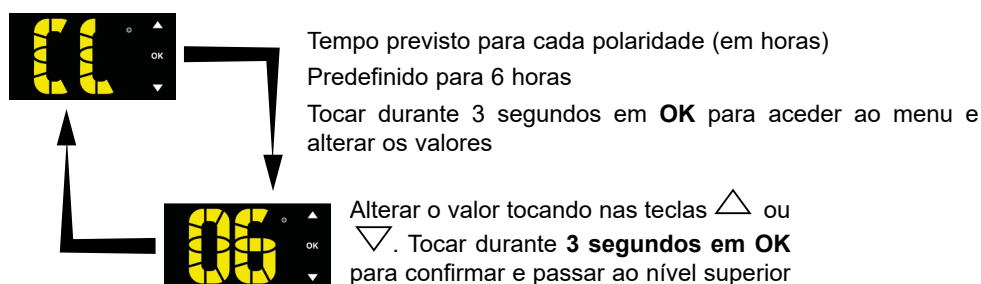 CL
OK
Tempo previsto para cada polaridade (em horas)
Predefinido para 6 horas
Tocar durante 3 segundos em OK para aceder ao menu e
alterar os valores
06
OK
Alterar o valor tocando nas teclas △ ou
▽. Tocar durante 3 segundos em OK
para confirmar e passar ao nível superior